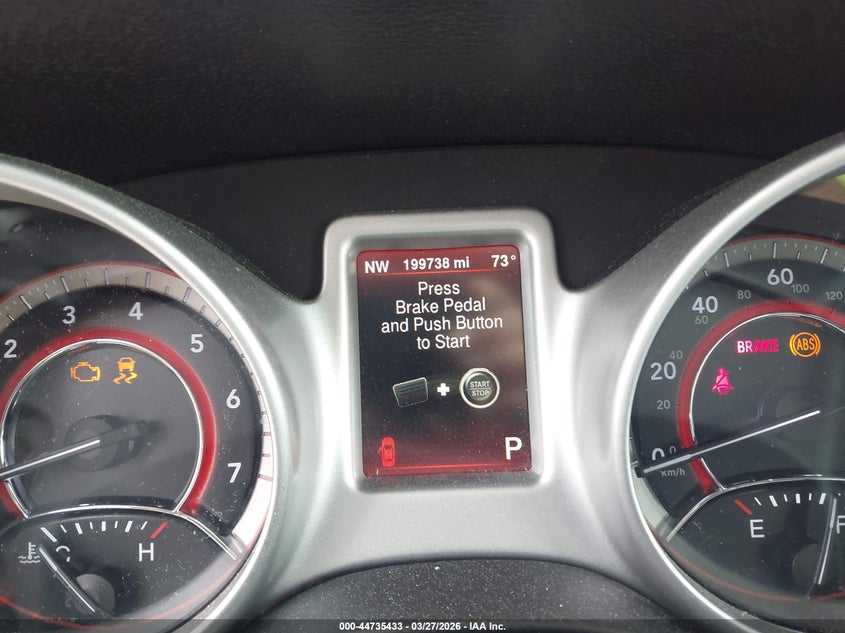 NW 199738 mi 73°
Press
Brake Pedal
and Push Button
to Start
START
STOP
P
2
3
4
5
6
7
C
H
0
20
40
60
km/h
20
40
60
80
100
120
BRAKE
ABS
E
F
000-44735433 - 03/27/2026 - IAA Inc.